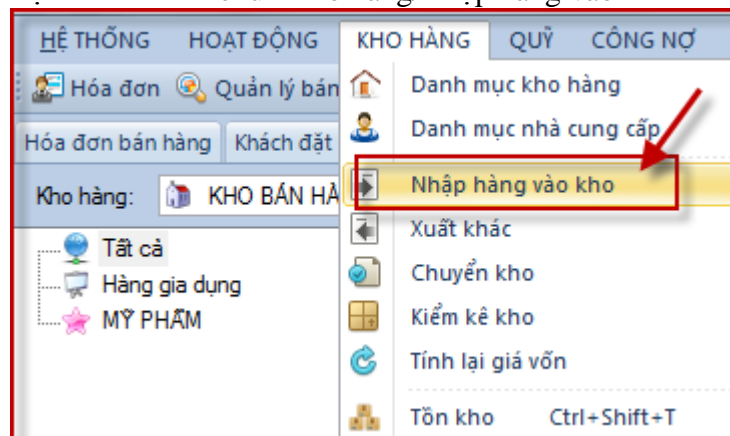 HỆ THỐNG HOẠT ĐỘNG KHO HÀNG QUỸ CÔNG NỢ
Hóa đơn Quản lý bán
Danh mục kho hàng
Danh mục nhà cung cấp
Hóa đơn bán hàng Khách đặt
Kho hàng: KHO BÁN HÀ
Nhập hàng vào kho
Xuất khác
Chuyển kho
Kiểm kê kho
Tính lại giá vốn
Tồn kho Ctrl+Shift+T
Tất cả
Hàng gia dụng
MỸ PHẨM